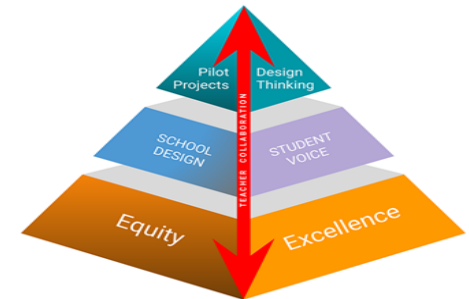 Pilot Projects
Design Thinking
SCHOOL DESIGN
STUDENT VOICE
TEACHER COLLABORATION
Equity
Excellence